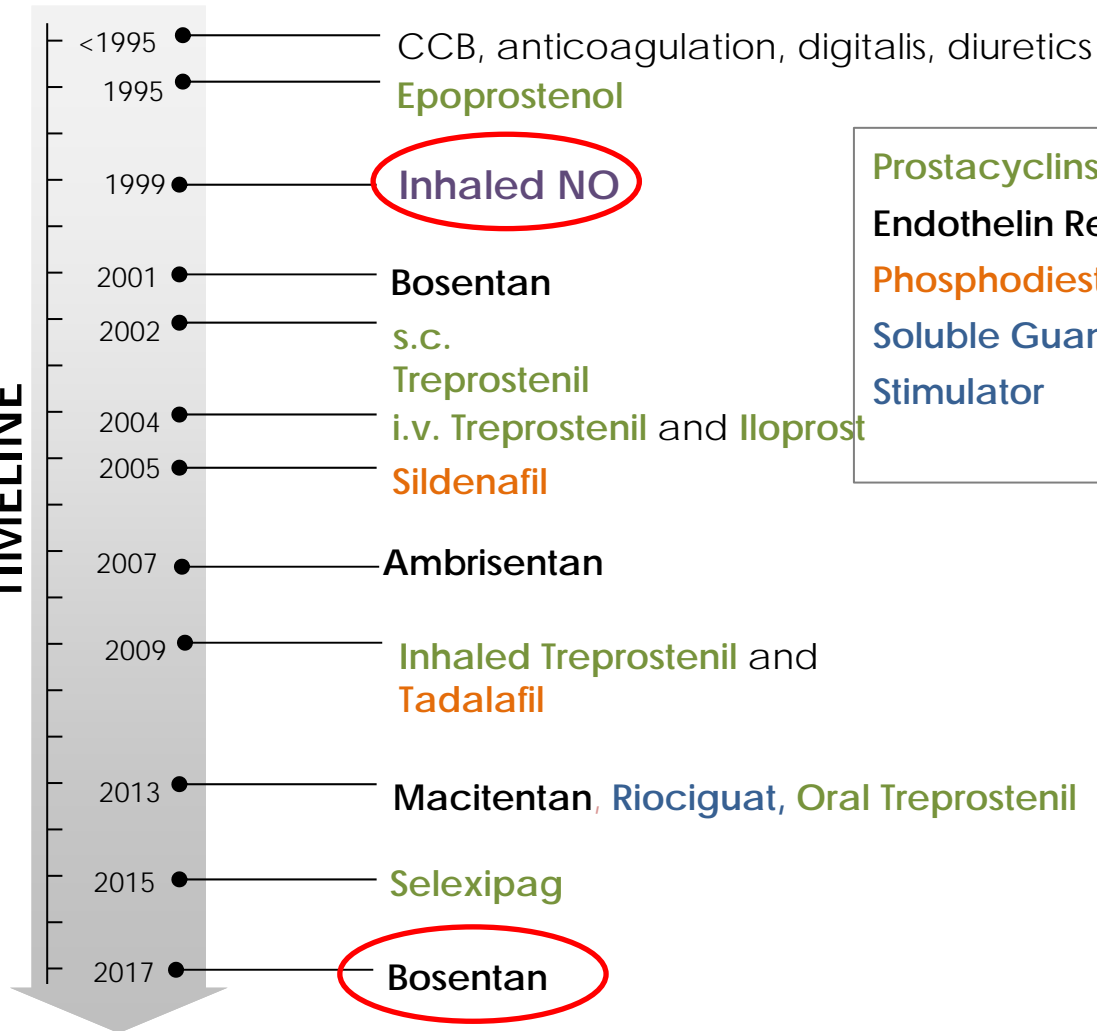 <1995 CCB, anticoagulation, digitalis, diuretics
1995 Epoprostenol
1999 Inhaled NO
2001 Bosentan
2002 s.c.
Treprostenil
2004 i.v. Treprostenil and Iloprost
2005 Sildenafil
2007 Ambrisentan
2009 Inhaled Treprostenil and
Tadalafil
2013 Macitentan, Riociguat, Oral Treprostenil
2015 Selexipag
2017 Bosentan
TIMELINE
Prostacyclins
Endothelin Re
Phosphodiest
Soluble Guar
Stimulator